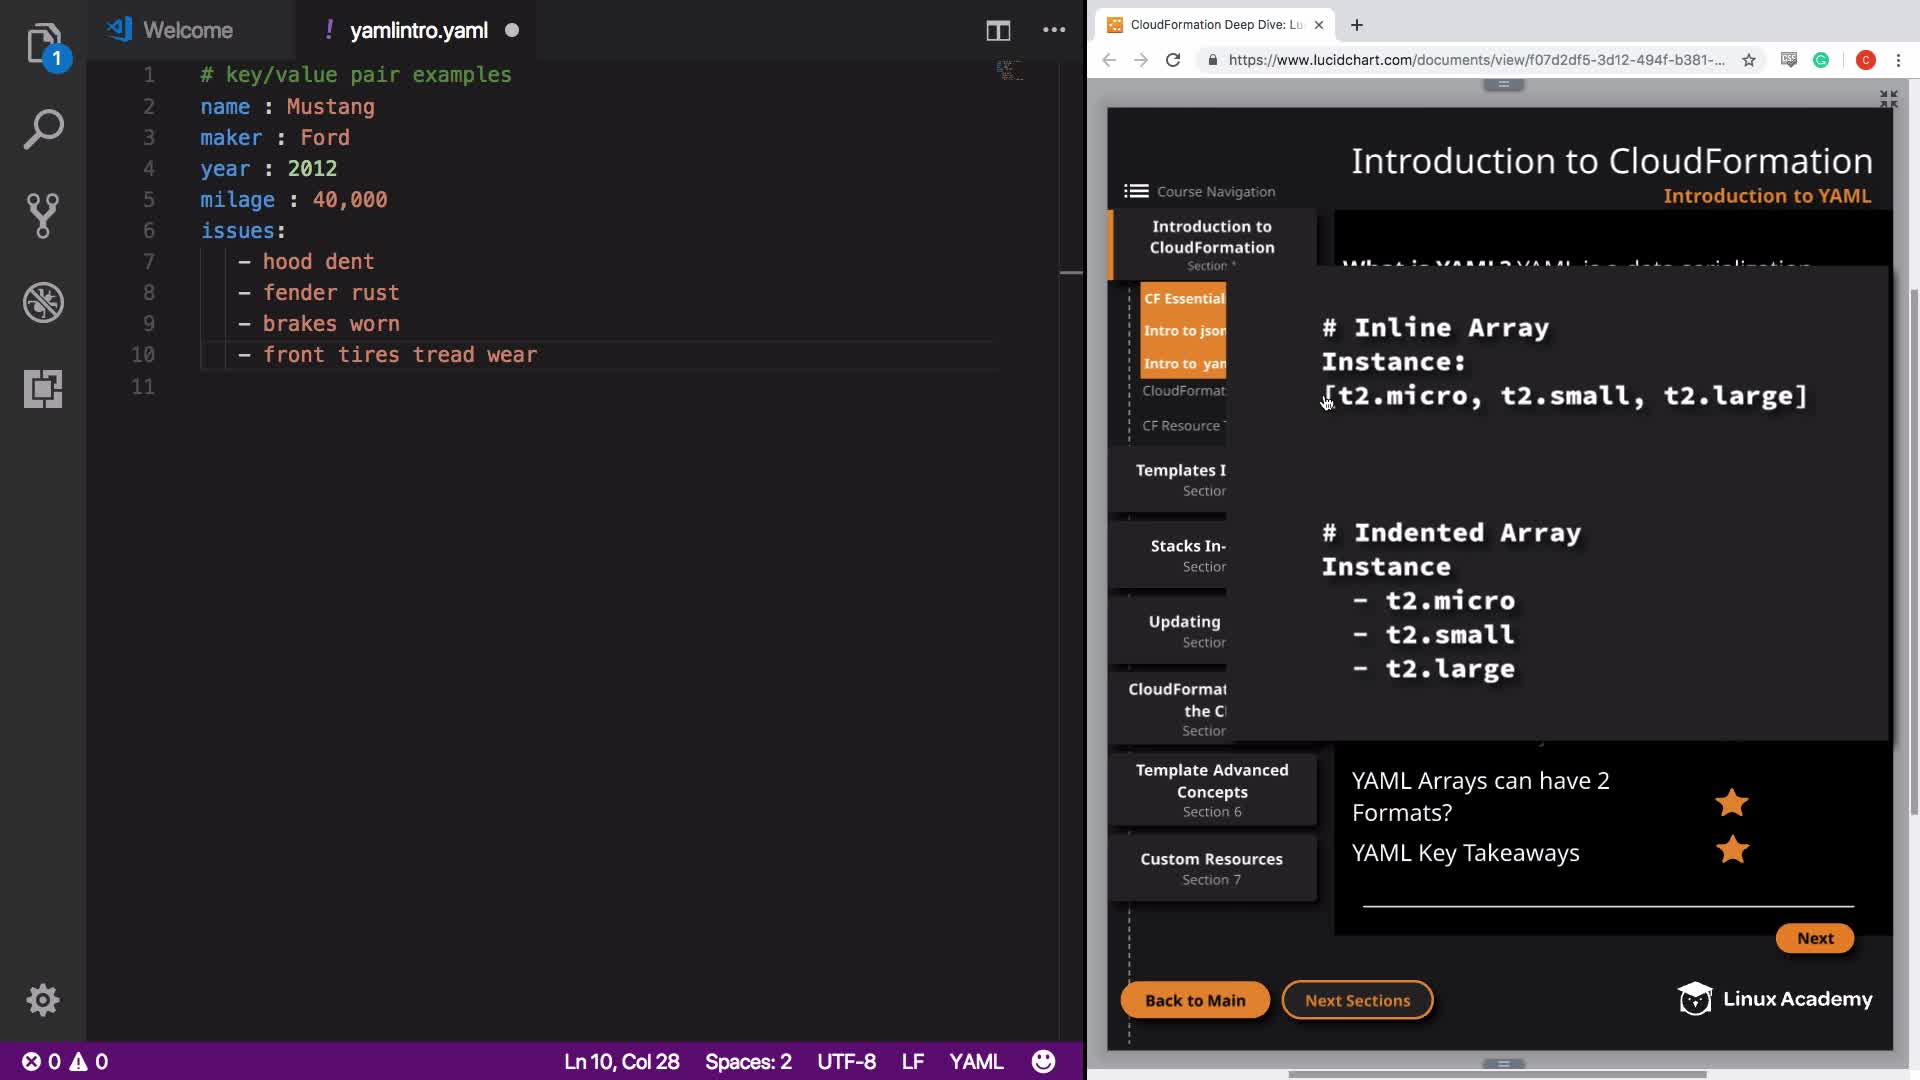 1
Welcome
! yamlintro.yaml
1 # key/value pair examples
2 name : Mustang
3 maker : Ford
4 year : 2012
5 milage : 40,000
6 issues:
7 - hood dent
8 - fender rust
9 - brakes worn
10 - front tires tread wear
11
0 0
Ln 10, Col 28 Spaces: 2 UTF-8 LF YAML
CloudFormation Deep Dive: Lu
https://www.lucidchart.com/documents/view/f07d2df5-3d12-494f-b381-...
CSS
G
C
Introduction to CloudFormation
Introduction to YAML
Course Navigation
Introduction to
CloudFormation
Section 1
What is YAML? YAML is a data serialization
CF Essential
Intro to json
Intro to yam
CloudFormat
CF Resource T
Templates I
Section
Stacks In-
Section
Updating
Section
CloudFormat
the C
Section
Template Advanced
Concepts
Section 6
Custom Resources
Section 7
# Inline Array
Instance:
[t2.micro, t2.small, t2.large]
# Indented Array
Instance
- t2.micro
- t2.small
- t2.large
YAML Arrays can have 2
Formats?
YAML Key Takeaways
Next
Back to Main
Next Sections
Linux Academy